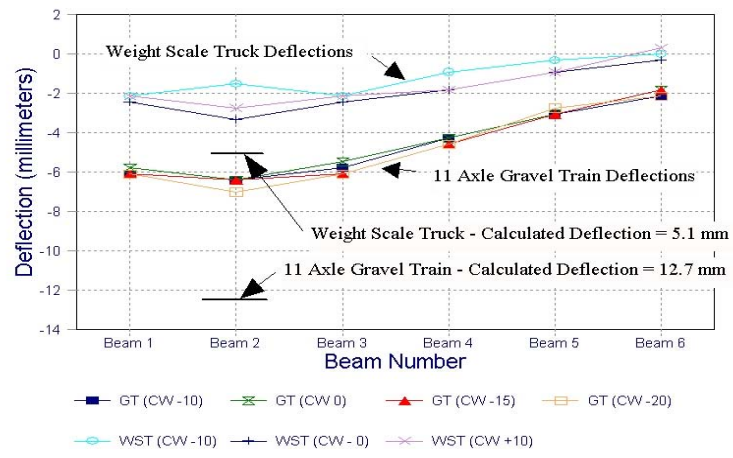 2
0
-2
-4
-6
-8
-10
-12
-14
Deflection (millimeters)
Weight Scale Truck Deflections
11 Axle Gravel Train Deflections
Weight Scale Truck - Calculated Deflection = 5.1 mm
11 Axle Gravel Train - Calculated Deflection = 12.7 mm
Beam 1 Beam 2 Beam 3 Beam 4 Beam 5 Beam 6
Beam Number
GT (CW -10) GT (CW 0) GT (CW -15) GT (CW -20)
WST (CW -10) WST (CW - 0) WST (CW +10)